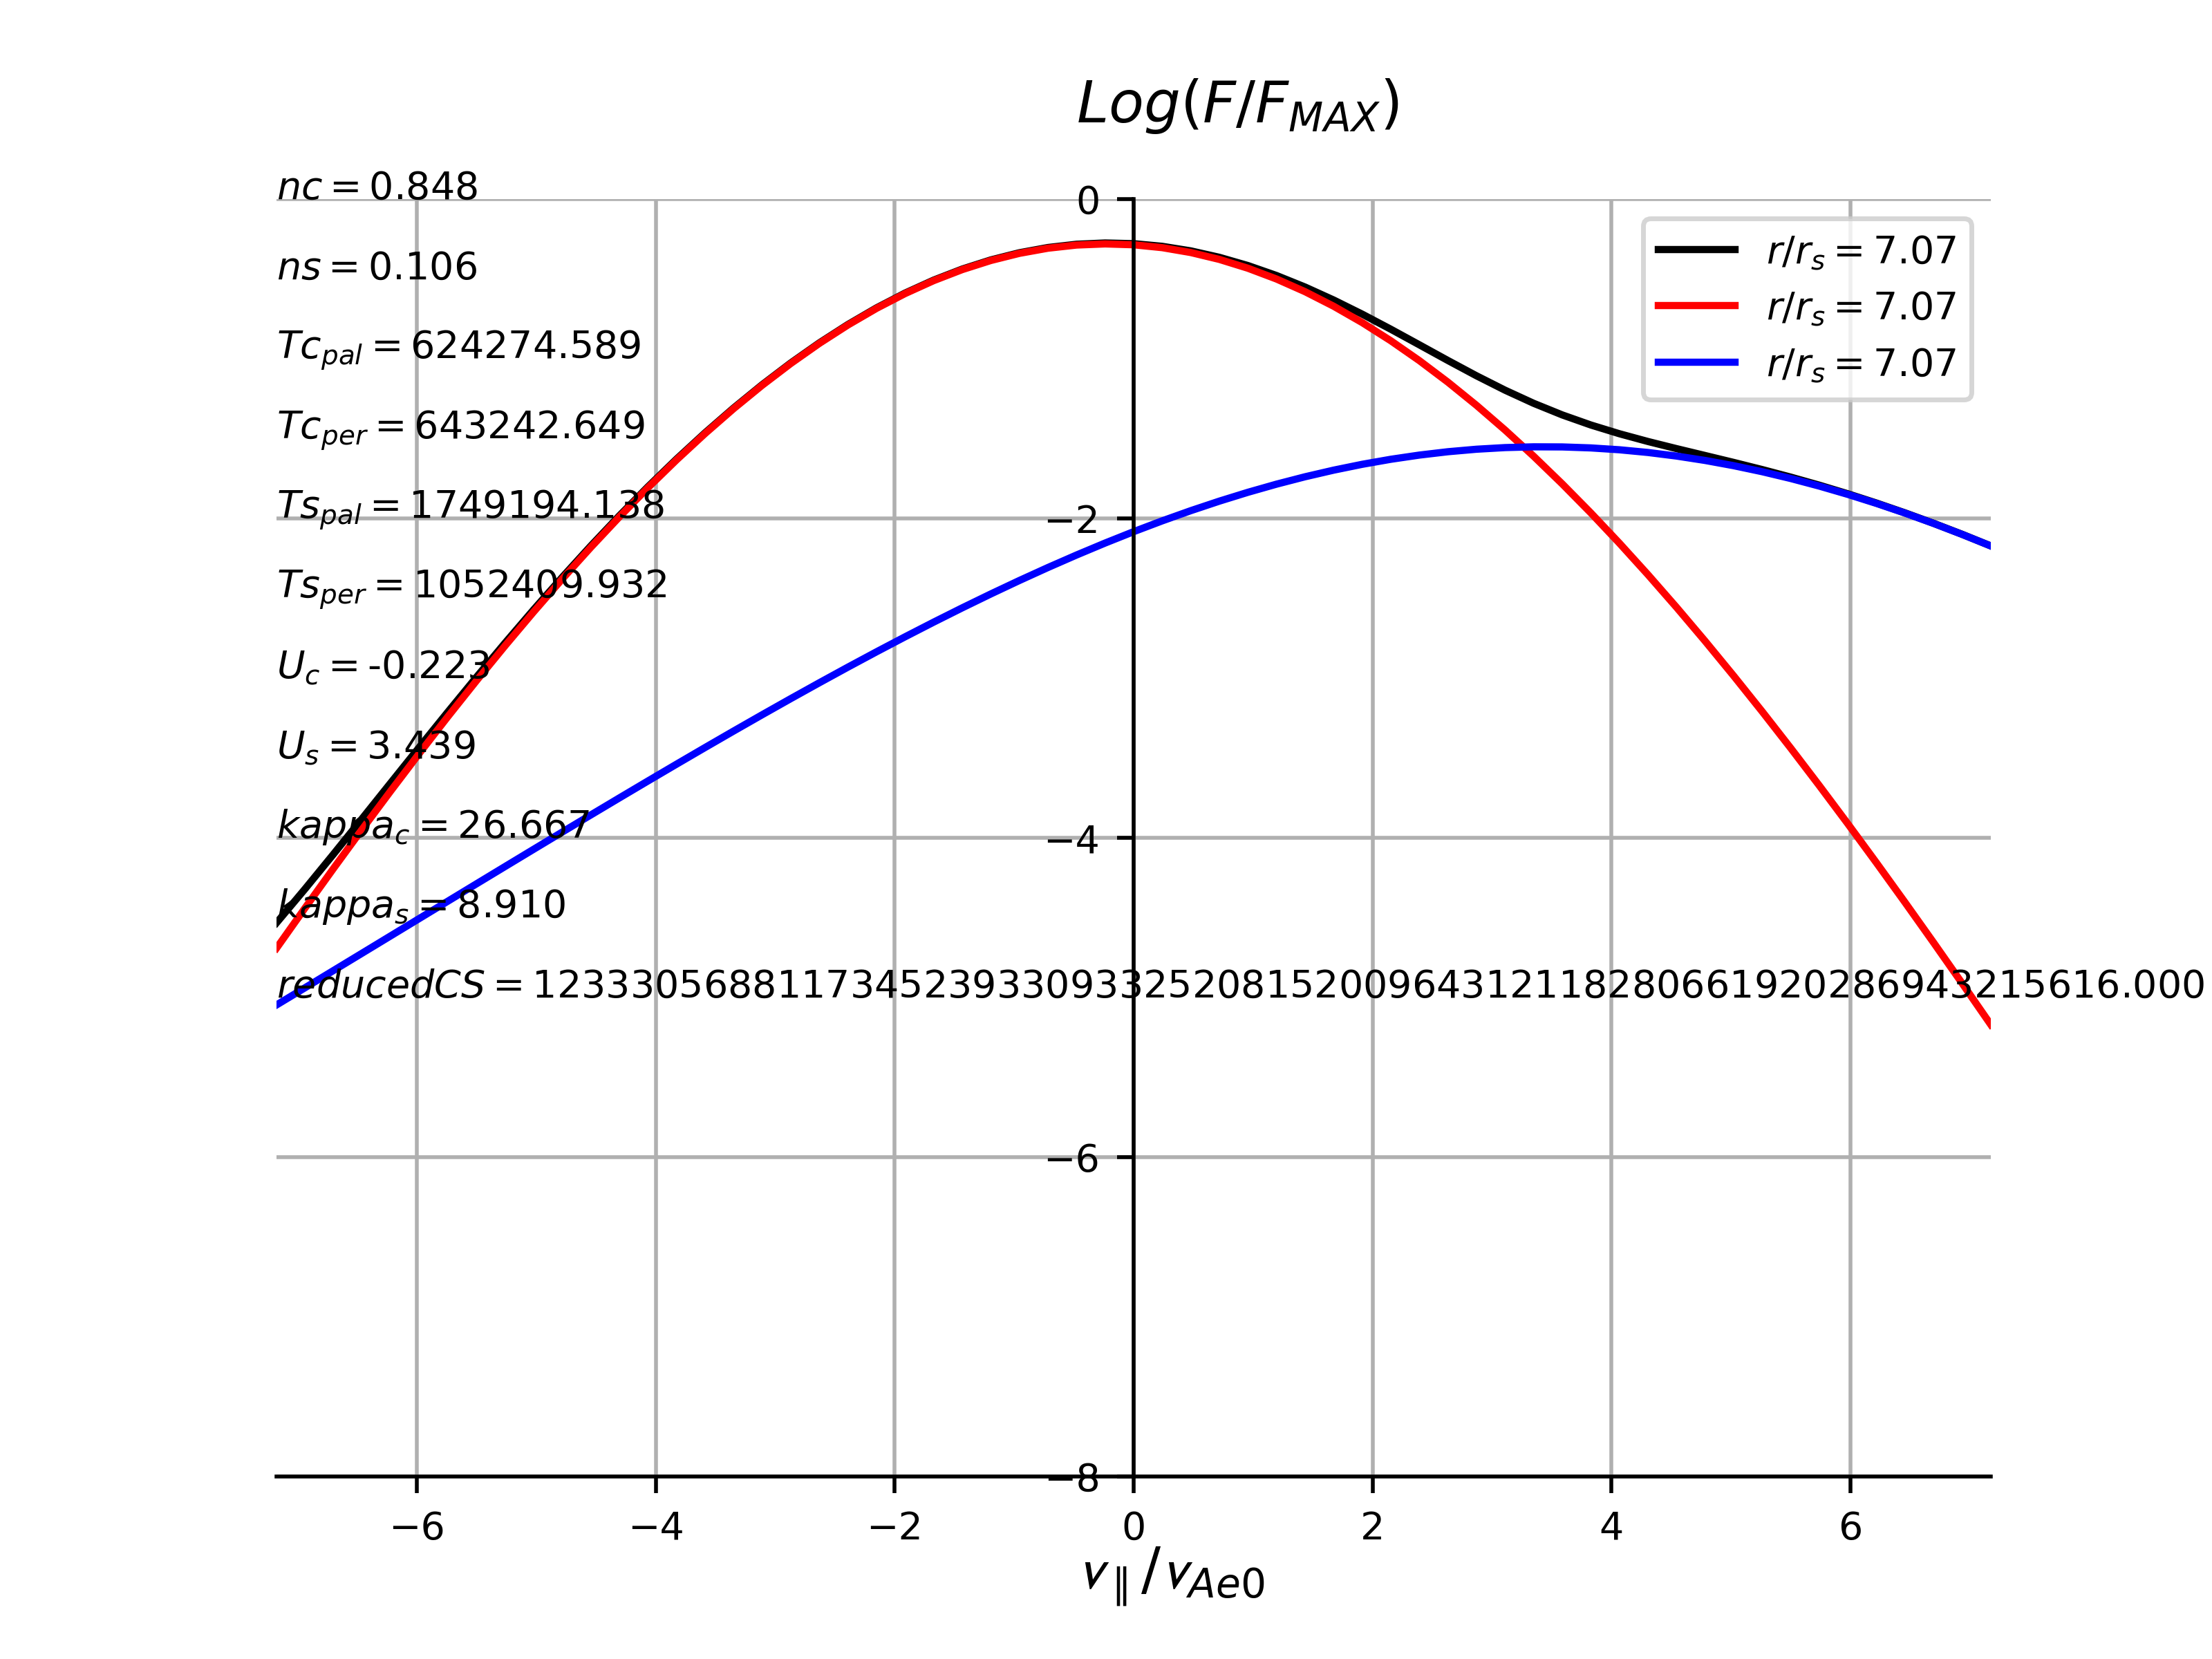 Log(F/F_MAX)
nc = 0.848
0
r/r_s = 7.07
r/r_s = 7.07
r/r_s = 7.07
ns = 0.106
Tc_pal = 624274.589
Tc_per = 643242.649
Ts_pal = 1749194.138
−2
Ts_per = 1052409.932
U_c = -0.223
U_s = 3.439
kappa_c = 26.667
−4
kappa_s = 8.910
reducedCS = 12333056881173452393309332520815200964312118280661920286943215616.000
−6
−8
−6 −4 −2 0 2 4 6
v_∥/v_Ae0